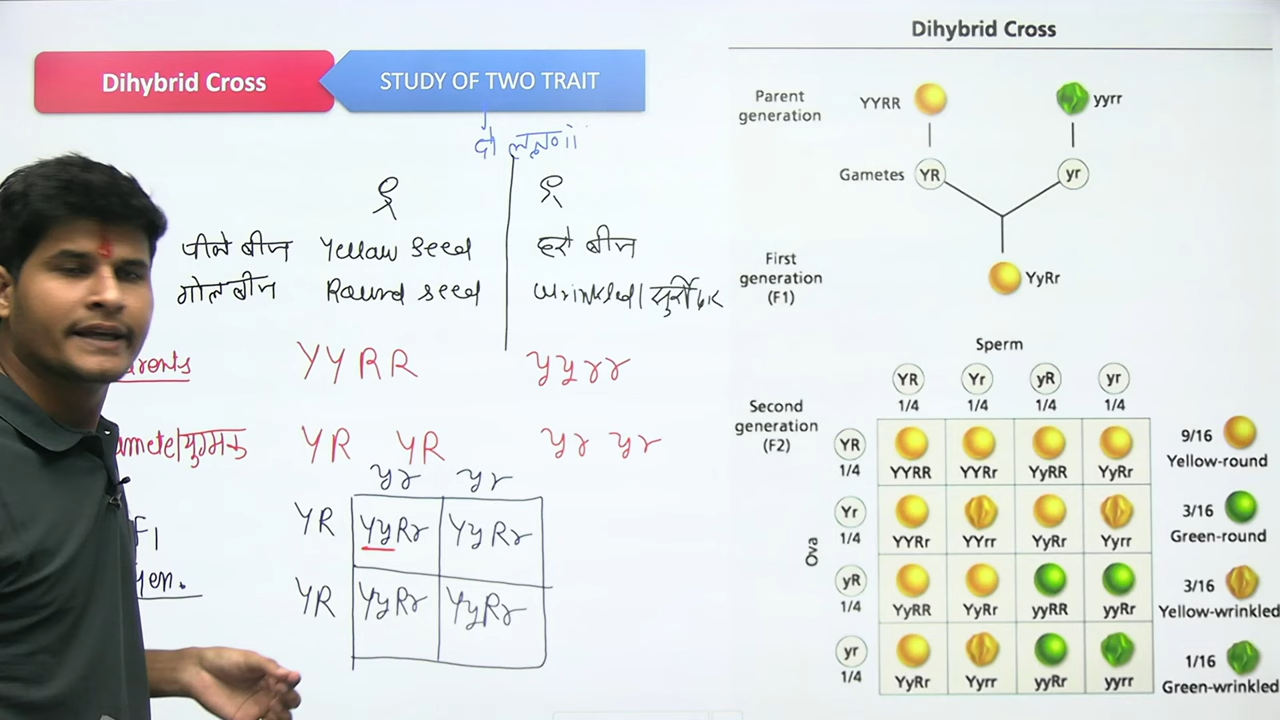 Dihybrid Cross
STUDY OF TWO TRAIT
दो लक्षण
पीले बीज Yellow seed
हरे बीज
गोल बीज Round seed
Wrinkled/
arents YYRR yyrr
amete/युग्मक YR YR yr yr
yr yr
F1
Gen.
YR YyRr YyRr
YR YyRr YyRr
Dihybrid Cross
Parent generation
YYRR yyrr
Gametes YR yr
First generation (F1)
YyRr
Sperm
YR Yr yR yr
1/4 1/4 1/4 1/4
Second generation (F2)
Ova
YR 1/4 YYRR YYRr YyRR YyRr
Yr 1/4 YYRr YYrr YyRr Yyrr
yR 1/4 YyRR YyRr yyRR yyRr
yr 1/4 YyRr Yyrr yyRr yyrr
9/16
Yellow-round
3/16
Green-round
3/16
Yellow-wrinkled
1/16
Green-wrinkled